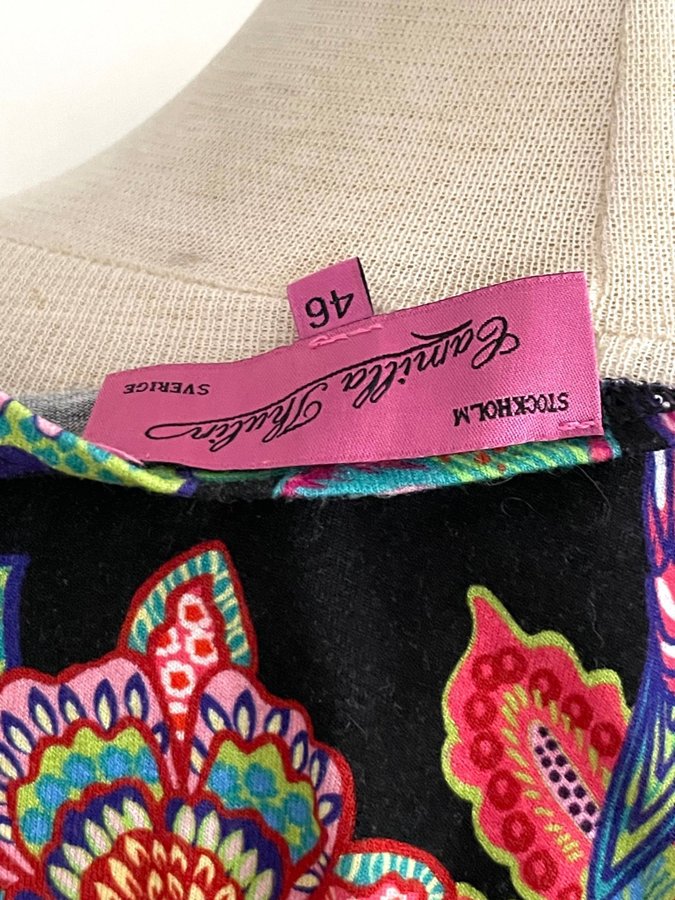 46
Camilla Thulin
STOCKHOLM
SVERIGE